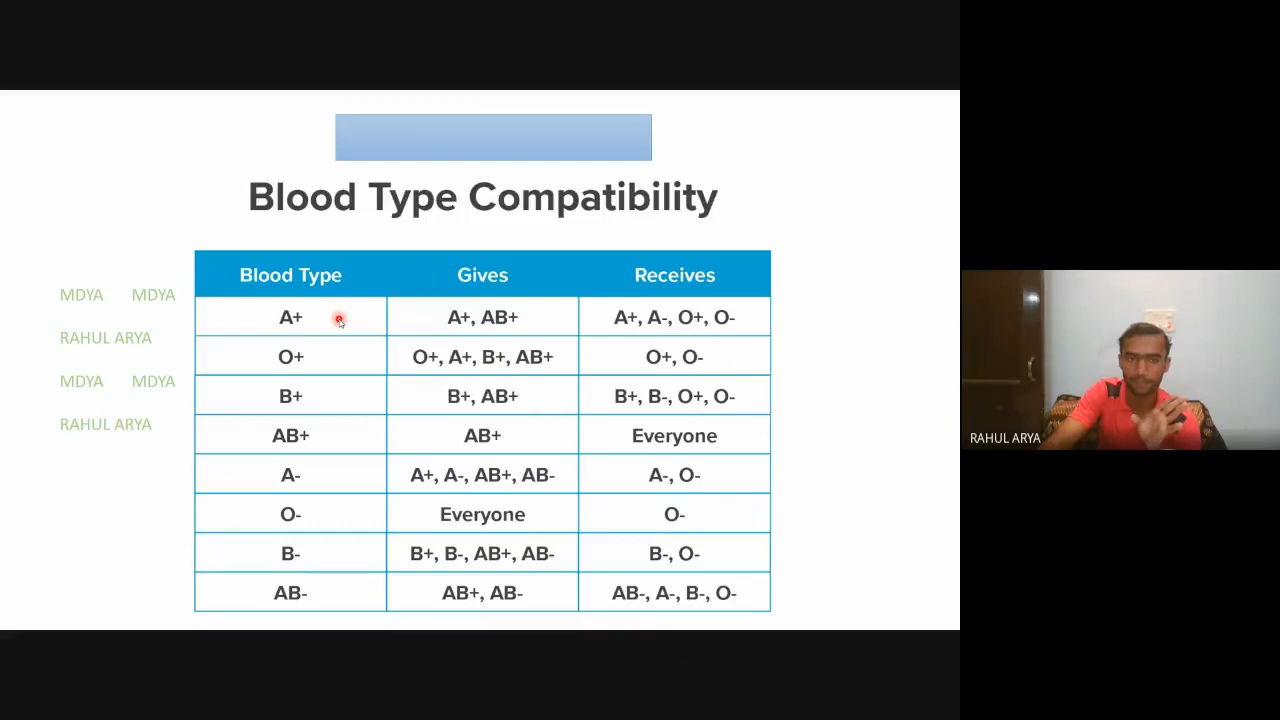 Blood Type Compatibility
Blood Type Gives Receives
MDYA MDYA
A+ A+, AB+ A+, A-, O+, O-
RAHUL ARYA
O+ O+, A+, B+, AB+ O+, O-
MDYA MDYA
B+ B+, AB+ B+, B-, O+, O-
RAHUL ARYA
AB+ AB+ Everyone
A- A+, A-, AB+, AB- A-, O-
O- Everyone O-
B- B+, B-, AB+, AB- B-, O-
AB- AB+, AB- AB-, A-, B-, O-
RAHUL ARYA